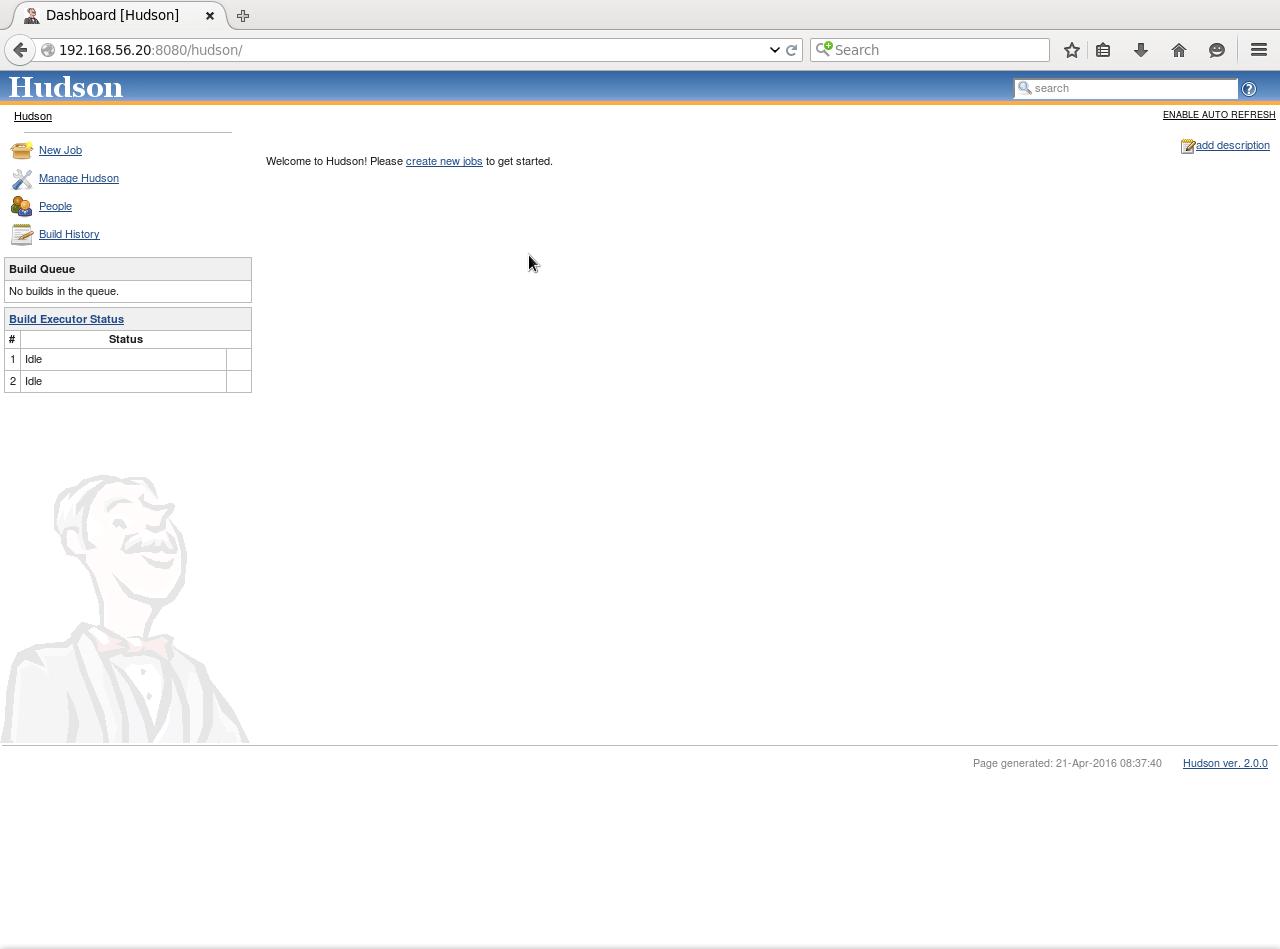 Dashboard [Hudson]
192.168.56.20:8080/hudson/
Search
Hudson
search
Hudson
ENABLE AUTO REFRESH
New Job
Manage Hudson
People
Build History
add description
Welcome to Hudson! Please create new jobs to get started.
Build Queue
No builds in the queue.
Build Executor Status
# Status
1 Idle
2 Idle
Page generated: 21-Apr-2016 08:37:40 Hudson ver. 2.0.0